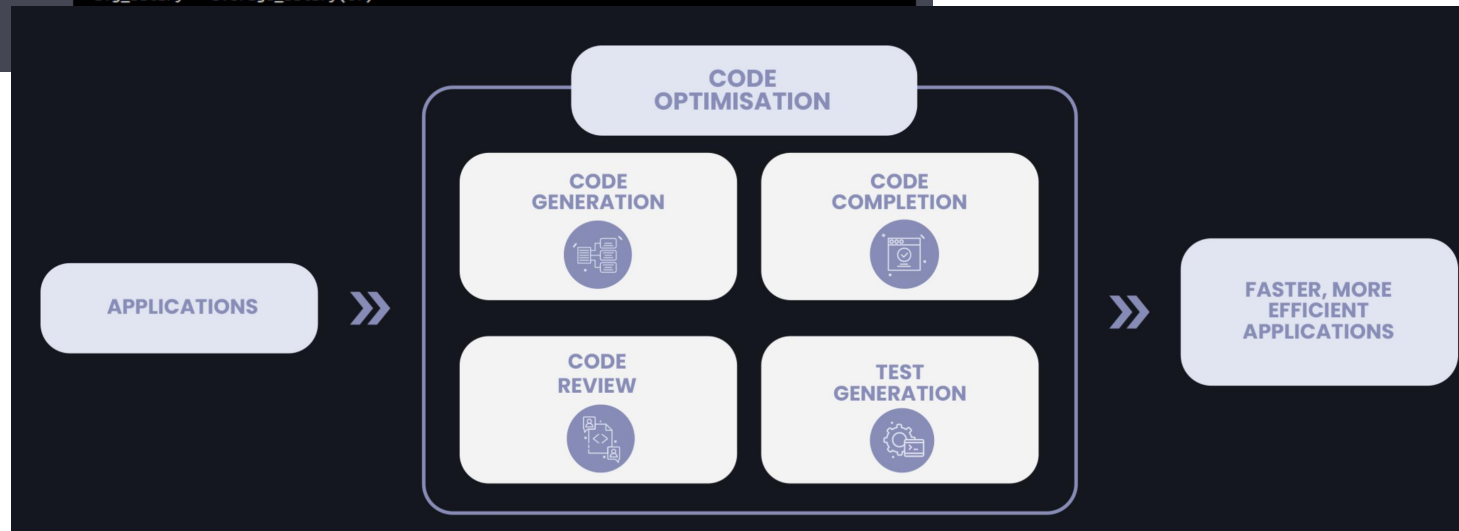 CODE
OPTIMISATION
CODE
GENERATION
CODE
COMPLETION
APPLICATIONS
FASTER, MORE
EFFICIENT
APPLICATIONS
CODE
REVIEW
TEST
GENERATION